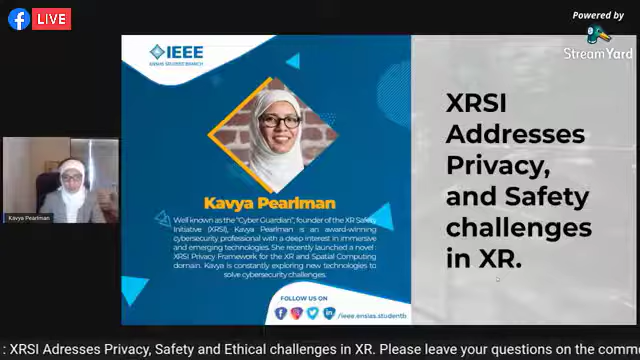 LIVE
Powered by
StreamYard
IEEE
ENSIAS STUDENT BRANCH
Kavya Pearlman
Well known as the "Cyber Guardian", founder of the XR Safety
Initiative (XRSI), Kavya Pearlman is an award-winning
cybersecurity professional with a deep interest in immersive
and emerging technologies. She recently launched a novel :
XRSI Privacy Framework for the XR and Spatial Computing
domain. Kavya is constantly exploring new technologies to
solve cybersecurity challenges.
FOLLOW US ON
/ieee.ensias.studentb
XRSI
Addresses
Privacy,
and Safety
challenges
in XR.
Kavya Pearlman
: XRSI Adresses Privacy, Safety and Ethical challenges in XR. Please leave your questions on the comm